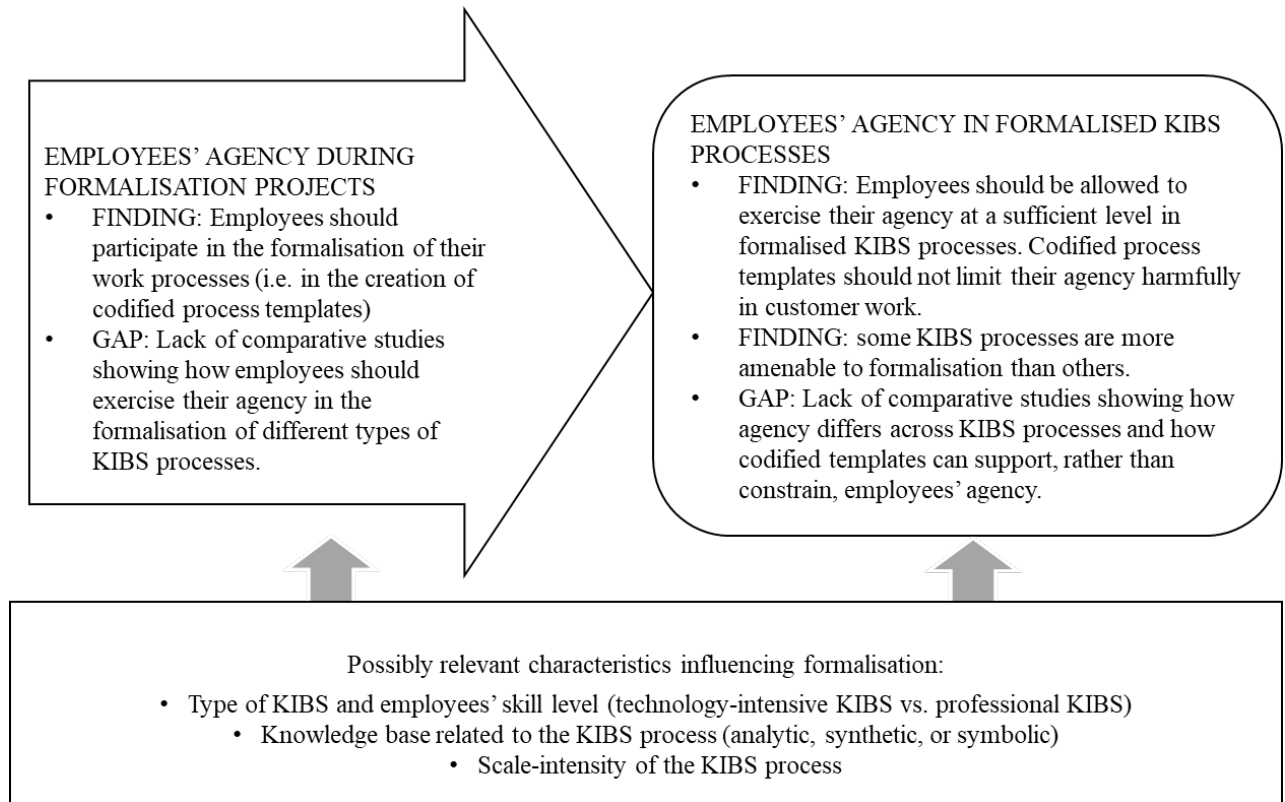 EMPLOYEES' AGENCY DURING
FORMALISATION PROJECTS
• FINDING: Employees should
participate in the formalisation of their
work processes (i.e. in the creation of
codified process templates)
• GAP: Lack of comparative studies
showing how employees should
exercise their agency in the
formalisation of different types of
KIBS processes.
EMPLOYEES' AGENCY IN FORMALISED KIBS
PROCESSES
• FINDING: Employees should be allowed to
exercise their agency at a sufficient level in
formalised KIBS processes. Codified process
templates should not limit their agency harmfully
in customer work.
• FINDING: some KIBS processes are more
amenable to formalisation than others.
• GAP: Lack of comparative studies showing how
agency differs across KIBS processes and how
codified templates can support, rather than
constrain, employees' agency.
Possibly relevant characteristics influencing formalisation:
• Type of KIBS and employees' skill level (technology-intensive KIBS vs. professional KIBS)
• Knowledge base related to the KIBS process (analytic, synthetic, or symbolic)
• Scale-intensity of the KIBS process